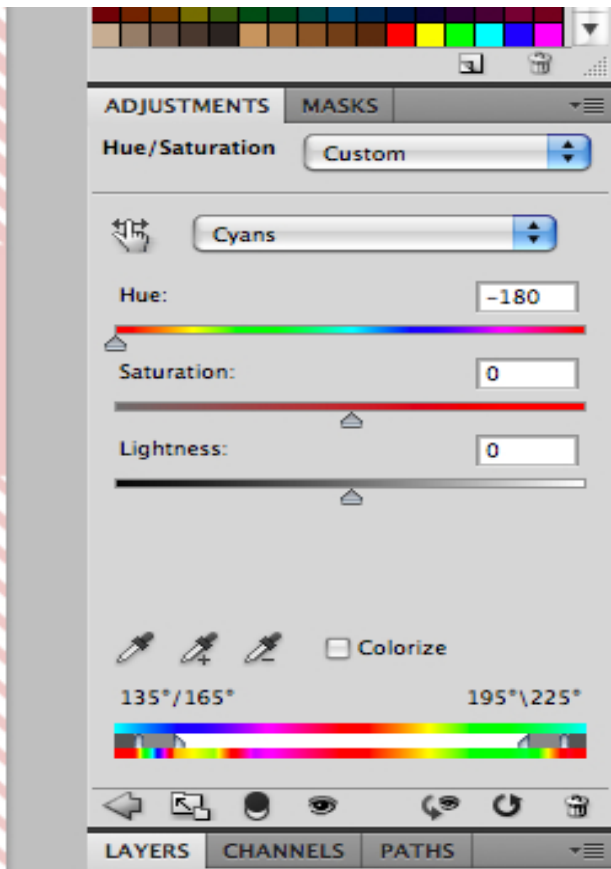 ADJUSTMENTS MASKS
Hue/Saturation Custom
Cyans
Hue: -180
Saturation: 0
Lightness: 0
Colorize
135°/165° 195°\225°
LAYERS CHANNELS PATHS